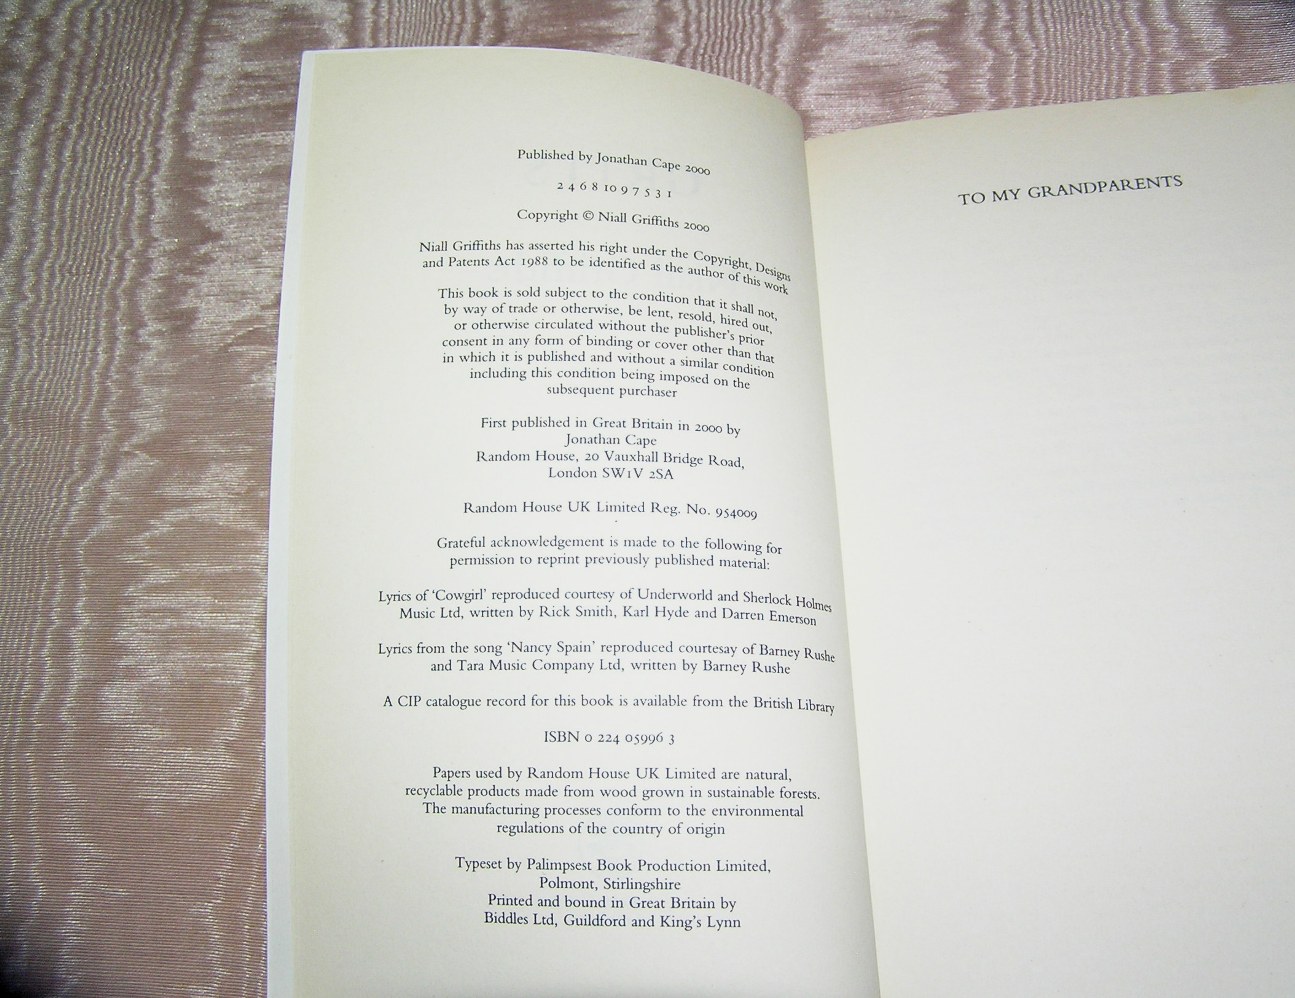 Published by Jonathan Cape 2000
2 4 6 8 10 9 7 5 3 1
Copyright © Niall Griffiths 2000
Niall Griffiths has asserted his right under the Copyright, Designs
and Patents Act 1988 to be identified as the author of this work
This book is sold subject to the condition that it shall not,
by way of trade or otherwise, be lent, resold, hired out,
or otherwise circulated without the publisher's prior
consent in any form of binding or cover other than that
in which it is published and without a similar condition
including this condition being imposed on the
subsequent purchaser
First published in Great Britain in 2000 by
Jonathan Cape
Random House, 20 Vauxhall Bridge Road,
London SW1V 2SA
Random House UK Limited Reg. No. 954009
Grateful acknowledgement is made to the following for
permission to reprint previously published material:
Lyrics of 'Cowgirl' reproduced courtesy of Underworld and Sherlock Holmes
Music Ltd, written by Rick Smith, Karl Hyde and Darren Emerson
Lyrics from the song 'Nancy Spain' reproduced courtesay of Barney Rushe
and Tara Music Company Ltd, written by Barney Rushe
A CIP catalogue record for this book is available from the British Library
ISBN 0 224 05996 3
Papers used by Random House UK Limited are natural,
recyclable products made from wood grown in sustainable forests.
The manufacturing processes conform to the environmental
regulations of the country of origin
Typeset by Palimpsest Book Production Limited,
Polmont, Stirlingshire
Printed and bound in Great Britain by
Biddles Ltd, Guildford and King's Lynn
TO MY GRANDPARENTS